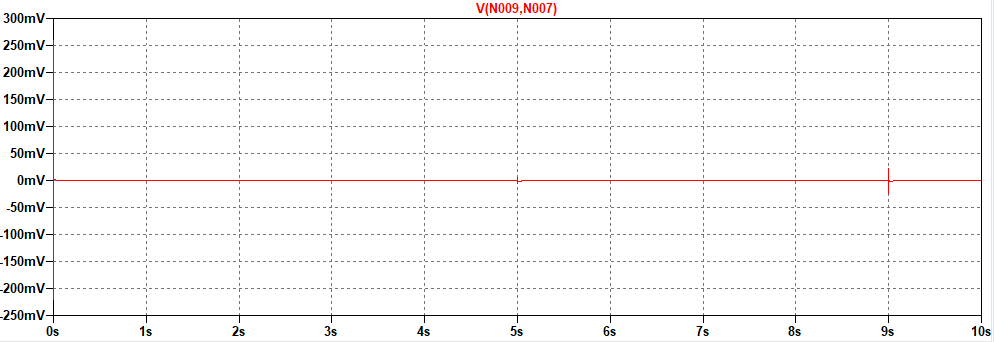 V(N009,N007)
300mV
250mV
200mV
150mV
100mV
50mV
0mV
-50mV
-100mV
-150mV
-200mV
-250mV
0s 1s 2s 3s 4s 5s 6s 7s 8s 9s 10s